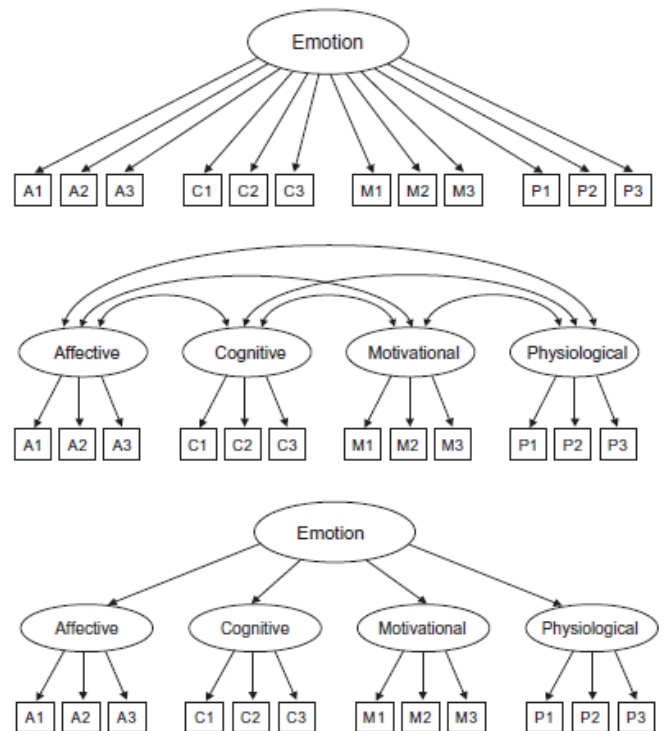 Emotion
A1 A2 A3 C1 C2 C3 M1 M2 M3 P1 P2 P3
Affective Cognitive Motivational Physiological
A1 A2 A3 C1 C2 C3 M1 M2 M3 P1 P2 P3
Emotion
Affective Cognitive Motivational Physiological
A1 A2 A3 C1 C2 C3 M1 M2 M3 P1 P2 P3